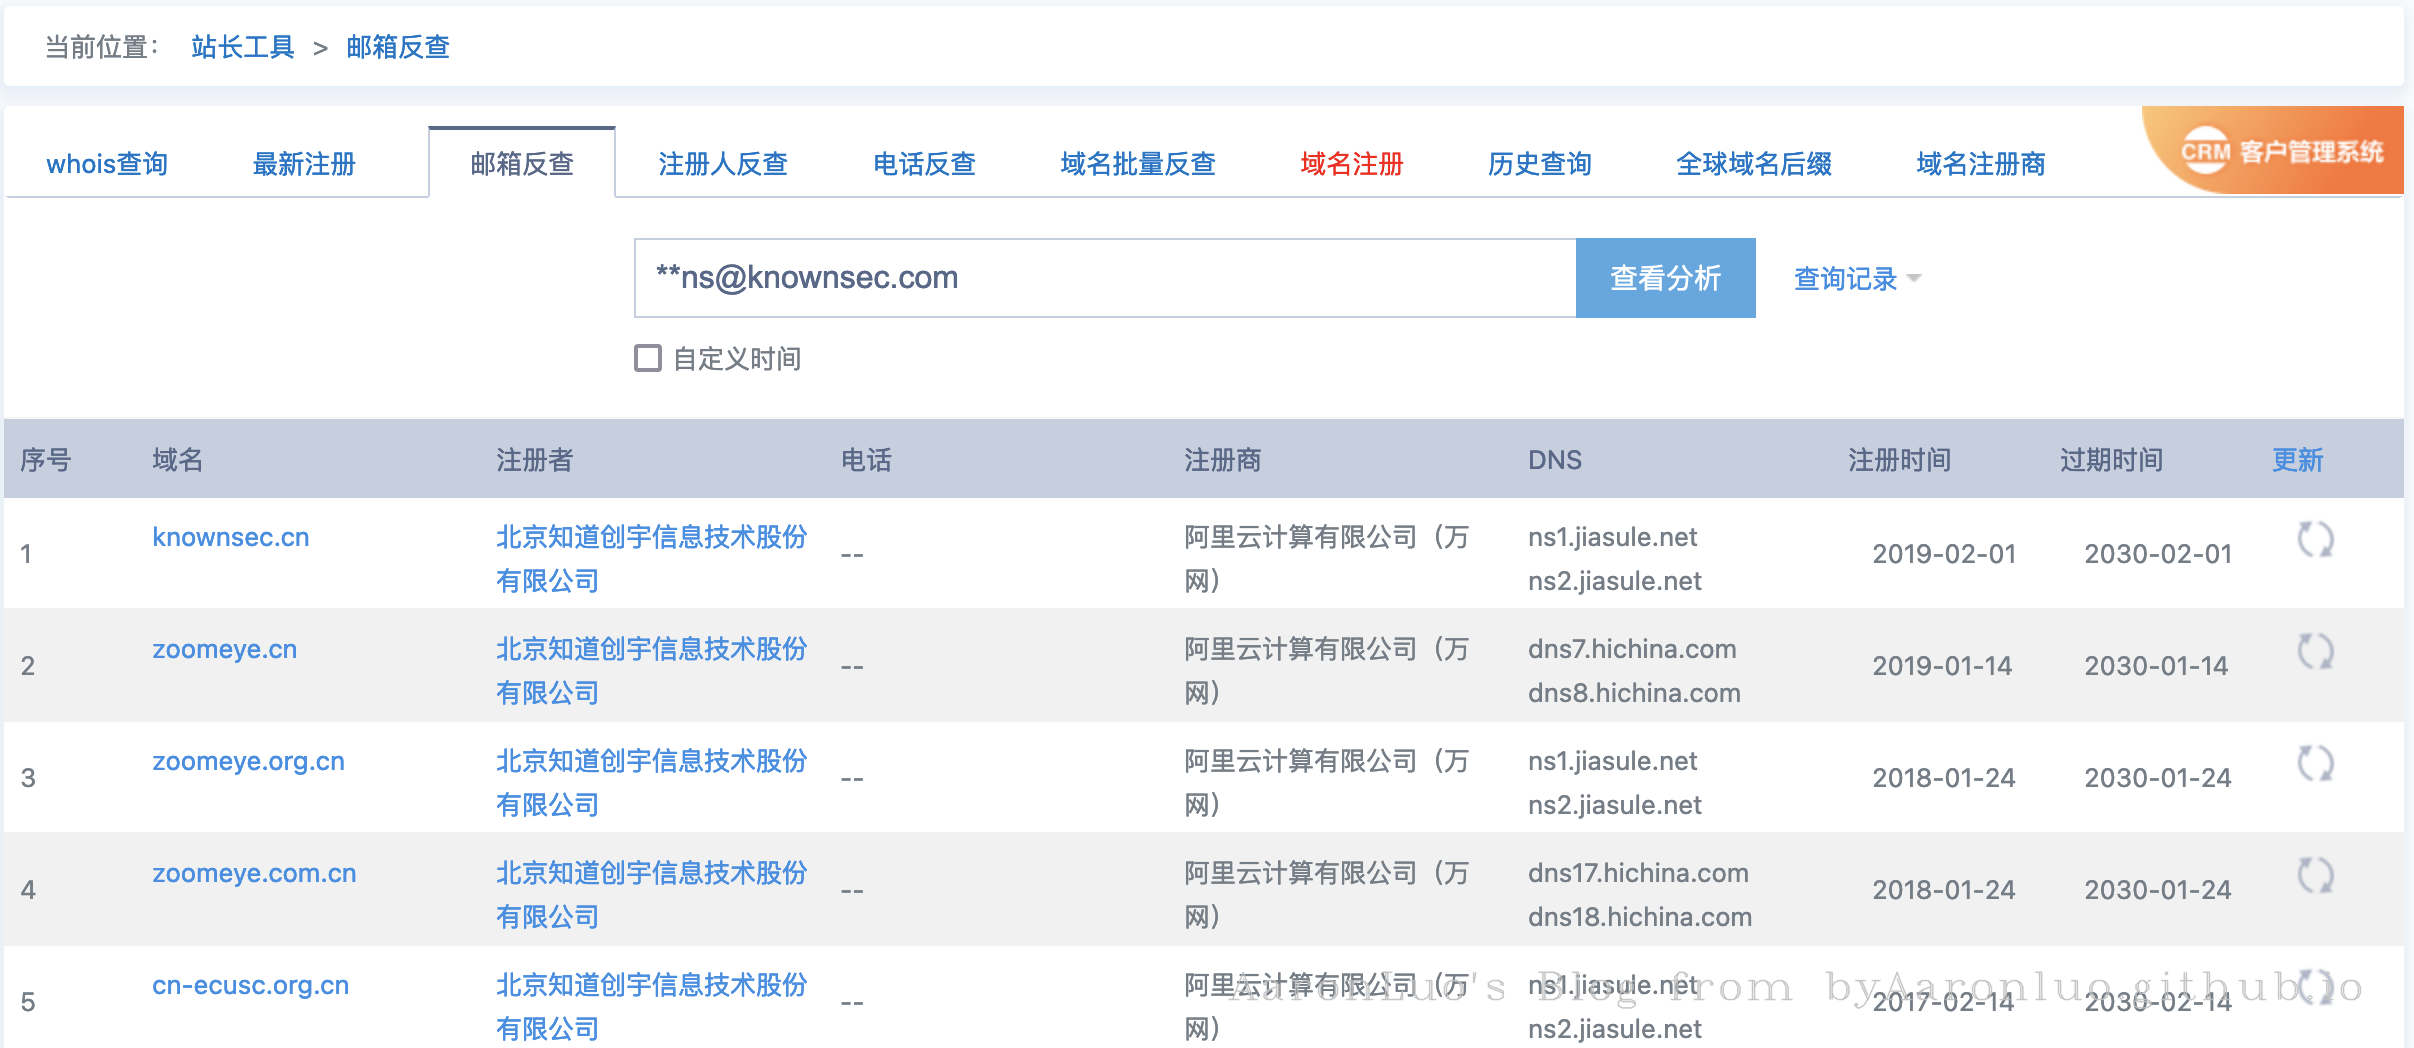 当前位置： 站长工具 > 邮箱反查
whois查询 最新注册 邮箱反查 注册人反查 电话反查 域名批量反查 域名注册 历史查询 全球域名后缀 域名注册商 CRM 客户管理系统
**ns@knownsec.com 查看分析 查询记录
自定义时间
序号 域名 注册者 电话 注册商 DNS 注册时间 过期时间 更新
1 knownsec.cn 北京知道创宇信息技术股份 -- 阿里云计算有限公司（万 ns1.jiasule.net 2019-02-01 2030-02-01
有限公司 网） ns2.jiasule.net
2 zoomeye.cn 北京知道创宇信息技术股份 -- 阿里云计算有限公司（万 dns7.hichina.com 2019-01-14 2030-01-14
有限公司 网） dns8.hichina.com
3 zoomeye.org.cn 北京知道创宇信息技术股份 -- 阿里云计算有限公司（万 ns1.jiasule.net 2018-01-24 2030-01-24
有限公司 网） ns2.jiasule.net
4 zoomeye.com.cn 北京知道创宇信息技术股份 -- 阿里云计算有限公司（万 dns17.hichina.com 2018-01-24 2030-01-24
有限公司 网） dns18.hichina.com
5 cn-ecusc.org.cn 北京知道创宇信息技术股份 -- 阿里云计算有限公司（万 ns1.jiasule.net 2017-02-14 2030-02-14
有限公司 网） ns2.jiasule.net
AaronLuo's Blog from byAaronluo.github.io